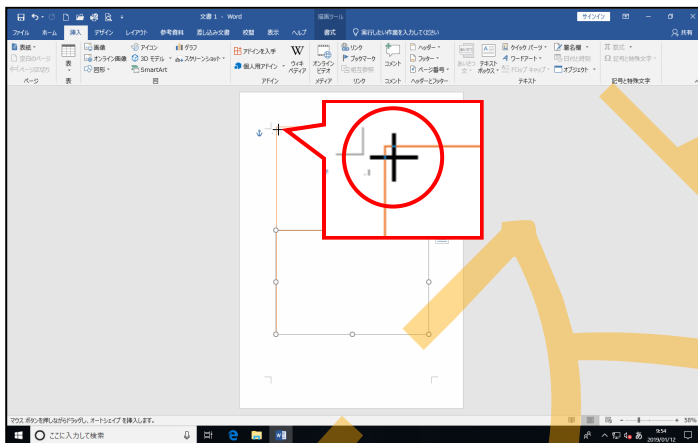 文書 1 - Word
描画ツール
サインイン
ファイル ホーム 挿入 デザイン レイアウト 参考資料 差し込み文書 校閲 表示 ヘルプ 書式 実行したい作業を入力してください 共有
表紙
空白のページ
ページ区切り
ページ
表
表
画像
オンライン画像
図形
アイコン
3D モデル
SmartArt
グラフ
スクリーンショット
図
アドインを入手
個人用アドイン
アドイン
W
ウィキペディア
オンライン
ビデオ
メディア
リンク
ブックマーク
相互参照
リンク
コメント
コメント
ヘッダー
フッター
ページ番号
ヘッダーとフッター
あいさつ
文
テキスト
ボックス
クイック パーツ
ワードアート
ドロップ キャップ
署名欄
日付と時刻
オブジェクト
テキスト
数式
記号と特殊文字
記号と特殊文字
マウス ボタンを押しながらドラッグし、オートシェイプ を挿入します。
38%
ここに入力して検索
あ
9:54
2019/01/12